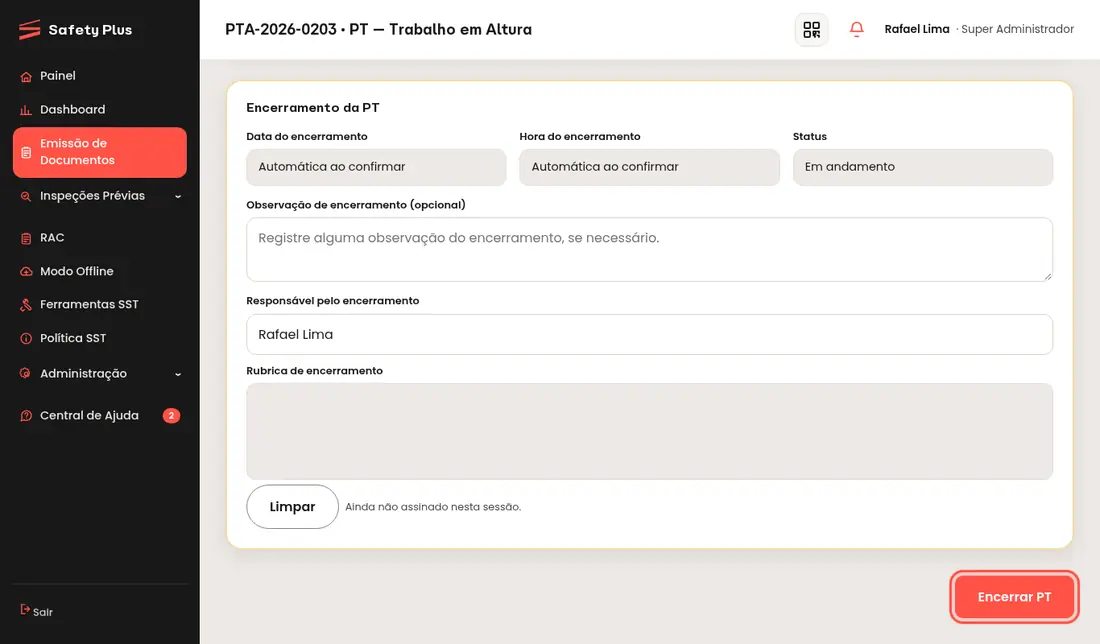 Safety Plus
Painel
Dashboard
Emissão de
Documentos
Inspeções Prévias
RAC
Modo Offline
Ferramentas SST
Política SST
Administração
Central de Ajuda 2
Sair
PTA-2026-0203 • PT — Trabalho em Altura
Rafael Lima · Super Administrador
Encerramento da PT
Data do encerramento Hora do encerramento Status
Automática ao confirmar Automática ao confirmar Em andamento
Observação de encerramento (opcional)
Registre alguma observação do encerramento, se necessário.
Responsável pelo encerramento
Rafael Lima
Rubrica de encerramento
Limpar Ainda não assinado nesta sessão.
Encerrar PT